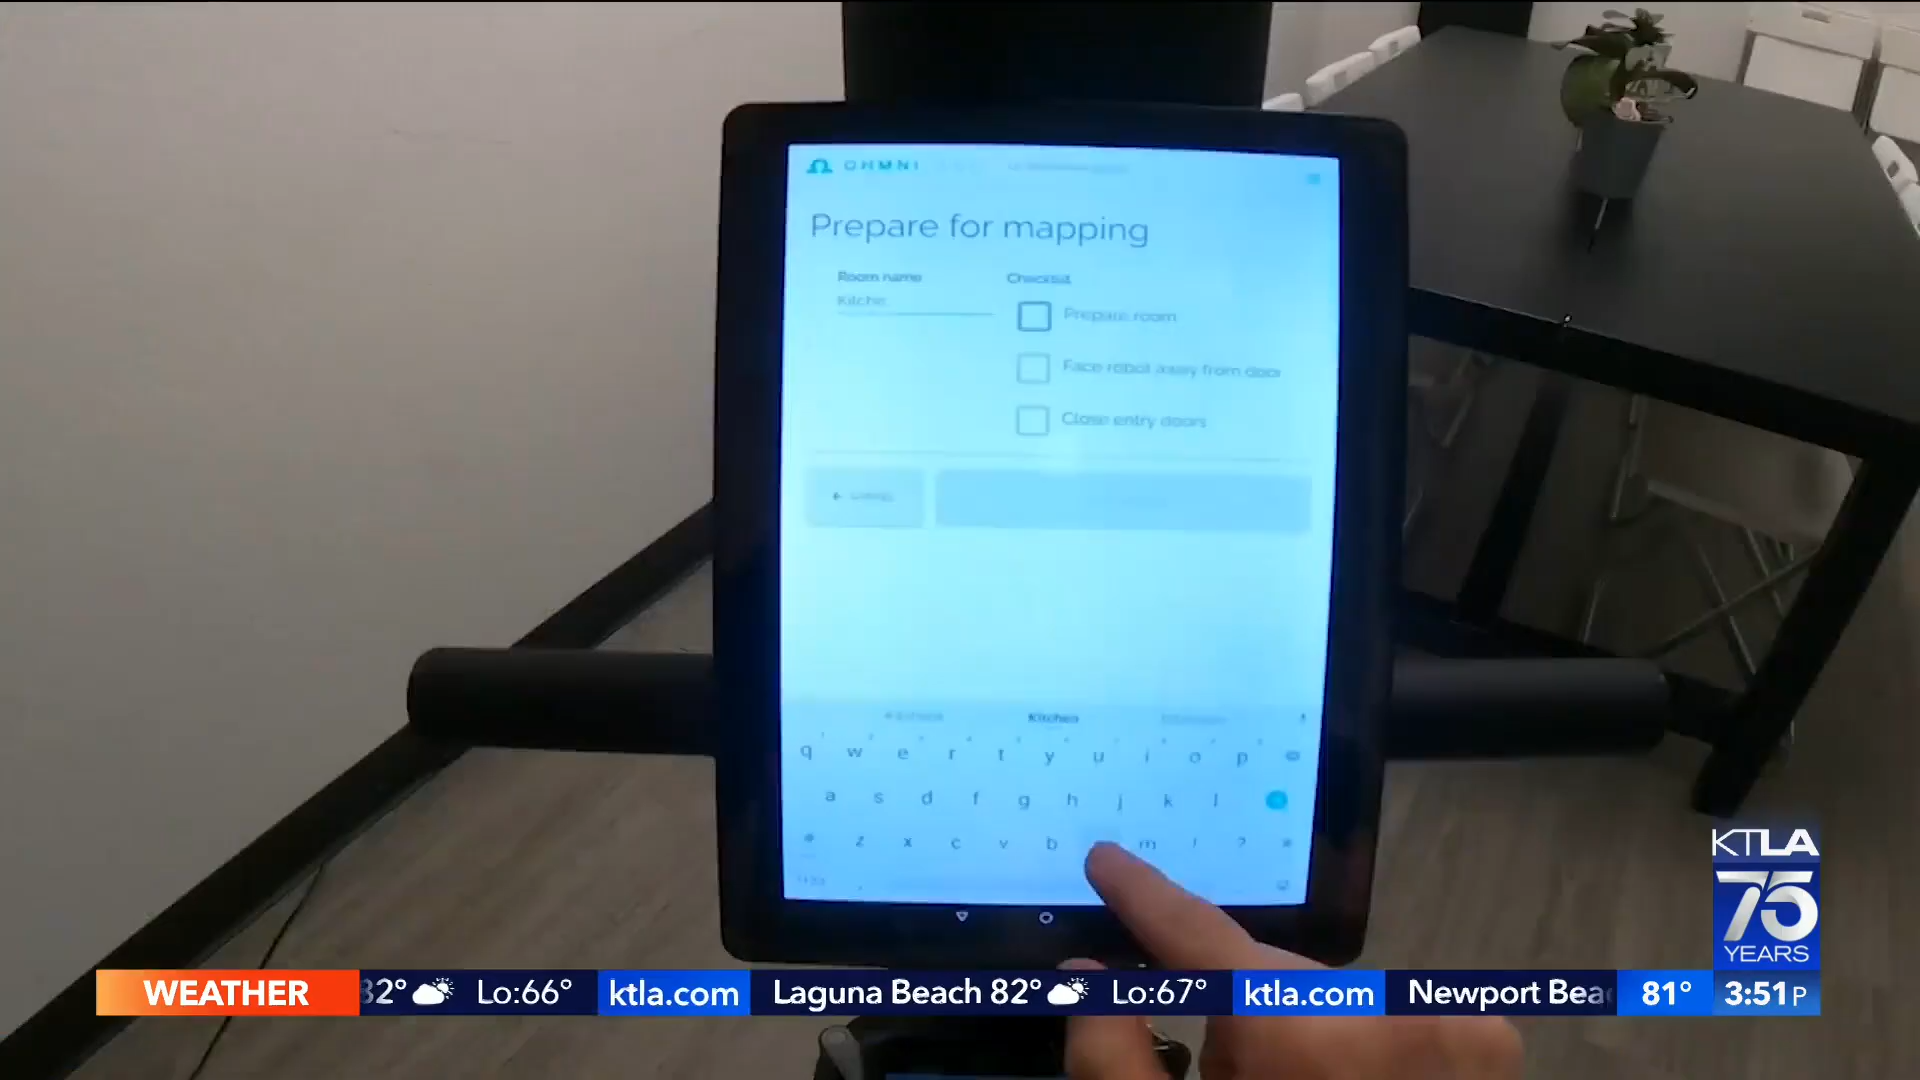 OHMNI
Prepare for mapping
Room name
Kitche
Checklist
Prepare room
Face robot away from door
Close entry doors
Kitchen
q w e r t y u i o p
a s d f g h j k l
z x c v b m ! ?
KTLA
75
YEARS
WEATHER 82° Lo:66° ktla.com Laguna Beach 82° Lo:67° ktla.com Newport Bea 81° 3:51P